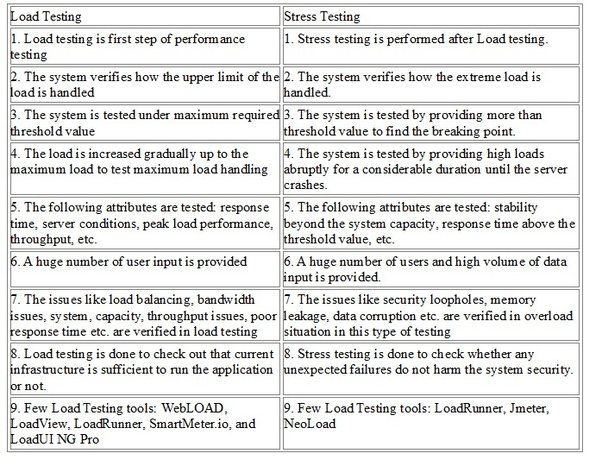 Load Testing
Stress Testing
1. Load testing is first step of performance
testing
1. Stress testing is performed after Load testing.
2. The system verifies how the upper limit of the
load is handled
2. The system verifies how the extreme load is
handled.
3. The system is tested under maximum required
threshold value
3. The system is tested by providing more than
threshold value to find the breaking point.
4. The load is increased gradually up to the
maximum load to test maximum load handling
4. The system is tested by providing high loads
abruptly for a considerable duration until the server
crashes.
5. The following attributes are tested: response
time, server conditions, peak load performance,
throughput, etc.
5. The following attributes are tested: stability
beyond the system capacity, response time above the
threshold value, etc.
6. A huge number of user input is provided
6. A huge number of users and high volume of data
input is provided.
7. The issues like load balancing, bandwidth
issues, system, capacity, throughput issues, poor
response time etc. are verified in load testing
7. The issues like security loopholes, memory
leakage, data corruption etc. are verified in overload
situation in this type of testing
8. Load testing is done to check out that current
infrastructure is sufficient to run the application
or not.
8. Stress testing is done to check whether any
unexpected failures do not harm the system security.
9. Few Load Testing tools: WebLOAD,
LoadView, LoadRunner, SmartMeter.io, and
LoadUI NG Pro
9. Few Load Testing tools: LoadRunner, Jmeter,
NeoLoad